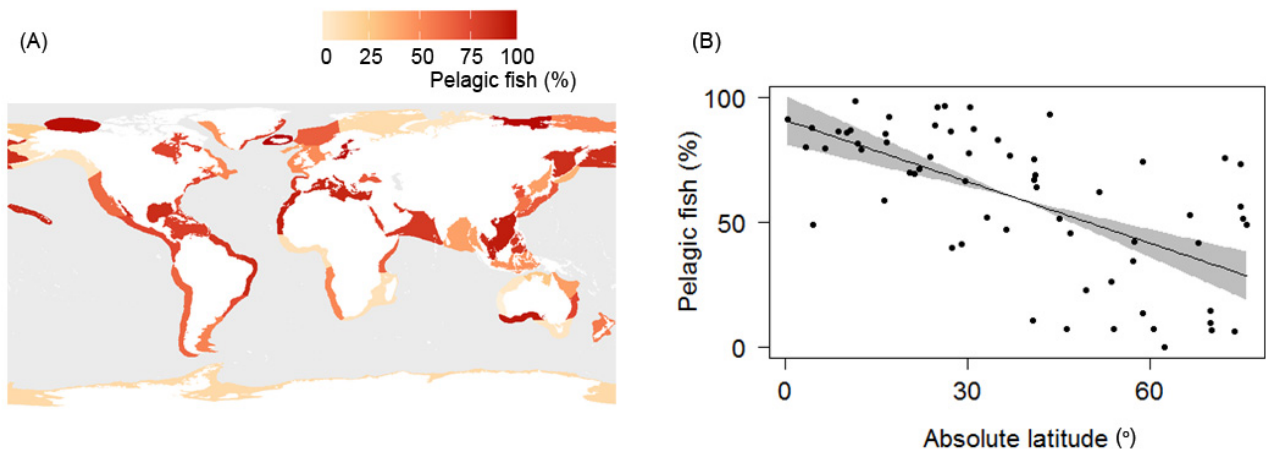 (A)
0 25 50 75 100
Pelagic fish (%)
(B)
Pelagic fish (%)
100
50
0
0 30 60
Absolute latitude (°)